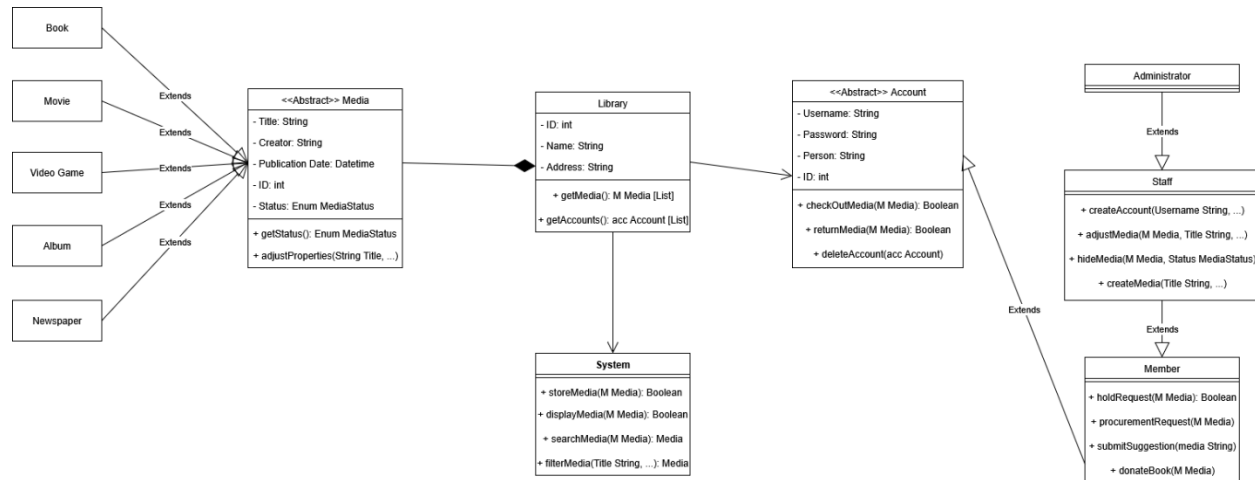 Book
Movie
Video Game
Album
Newspaper
Extends
Extends
Extends
Extends
Extends
<<Abstract>> Media
- Title: String
- Creator: String
- Publication Date: Datetime
- ID: int
- Status: Enum MediaStatus
+ getStatus(): Enum MediaStatus
+ adjustProperties(String Title, ...)
Library
- ID: int
- Name: String
- Address: String
+ getMedia(): M Media [List]
+ getAccounts(): acc Account [List]
System
+ storeMedia(M Media): Boolean
+ displayMedia(M Media): Boolean
+ searchMedia(M Media): Media
+ filterMedia(Title String, ...): Media
<<Abstract>> Account
- Username: String
- Password: String
- Person: String
- ID: int
+ checkOutMedia(M Media): Boolean
+ returnMedia(M Media): Boolean
+ deleteAccount(acc Account)
Extends
Administrator
Extends
Staff
+ createAccount(Username String, ...)
+ adjustMedia(M Media, Title String, ...)
+ hideMedia(M Media, Status MediaStatus)
+ createMedia(Title String, ...)
Extends
Member
+ holdRequest(M Media): Boolean
+ procurementRequest(M Media)
+ submitSuggestion(media String)
+ donateBook(M Media)